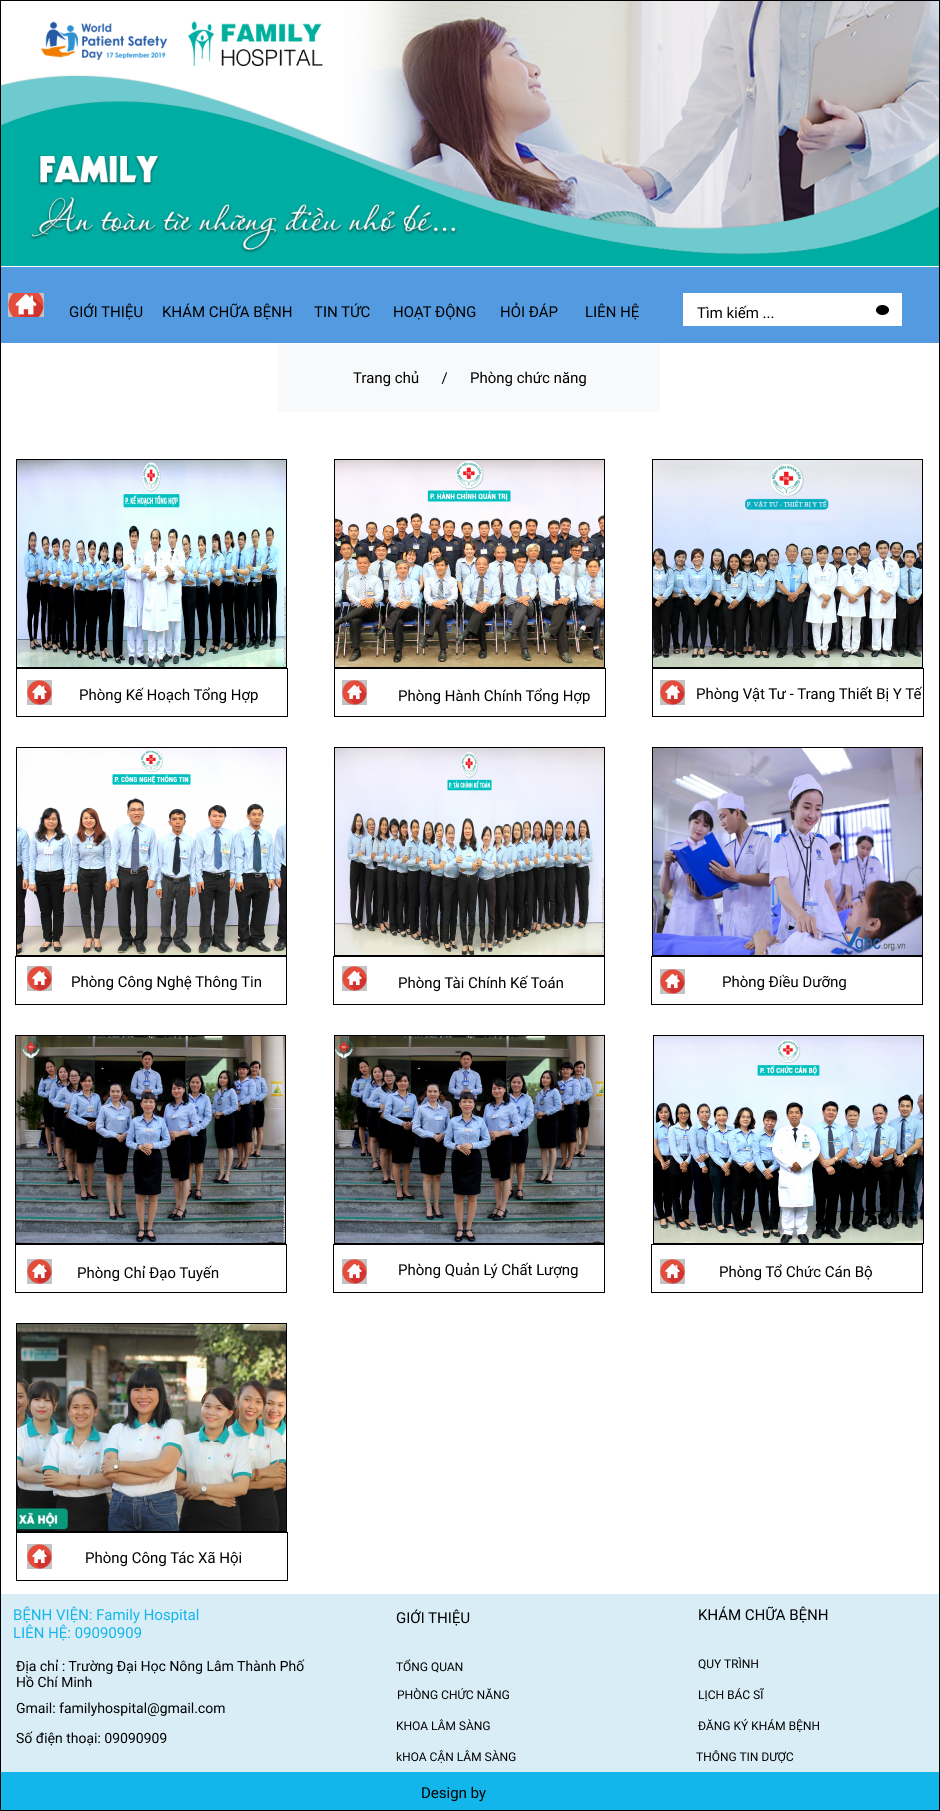 World
Patient Safety
Day 17 September 2019
FAMILY
HOSPITAL
FAMILY
An toàn từ những điều nhỏ bé...
GIỚI THIỆU KHÁM CHỮA BỆNH TIN TỨC HOẠT ĐỘNG HỎI ĐÁP LIÊN HỆ Tìm kiếm ...
Trang chủ / Phòng chức năng
P. KẾ HOẠCH TỔNG HỢP
P. HÀNH CHÍNH QUẢN TRỊ
P. VẬT TƯ - THIẾT BỊ Y TẾ
Phòng Kế Hoạch Tổng Hợp
Phòng Hành Chính Tổng Hợp
Phòng Vật Tư - Trang Thiết Bị Y Tế
P. CÔNG NGHỆ THÔNG TIN
P. TÀI CHÍNH KẾ TOÁN
.org.vn
Phòng Công Nghệ Thông Tin
Phòng Tài Chính Kế Toán
Phòng Điều Dưỡng
P. TỔ CHỨC CÁN BỘ
Phòng Chỉ Đạo Tuyến
Phòng Quản Lý Chất Lượng
Phòng Tổ Chức Cán Bộ
XÃ HỘI
Phòng Công Tác Xã Hội
BỆNH VIỆN: Family Hospital
LIÊN HỆ: 09090909
Địa chỉ : Trường Đại Học Nông Lâm Thành Phố
Hồ Chí Minh
Gmail: familyhospital@gmail.com
Số điện thoại: 09090909
GIỚI THIỆU
TỔNG QUAN
PHÒNG CHỨC NĂNG
KHOA LÂM SÀNG
kHOA CẬN LÂM SÀNG
KHÁM CHỮA BỆNH
QUY TRÌNH
LỊCH BÁC SĨ
ĐĂNG KÝ KHÁM BỆNH
THÔNG TIN DƯỢC
Design by